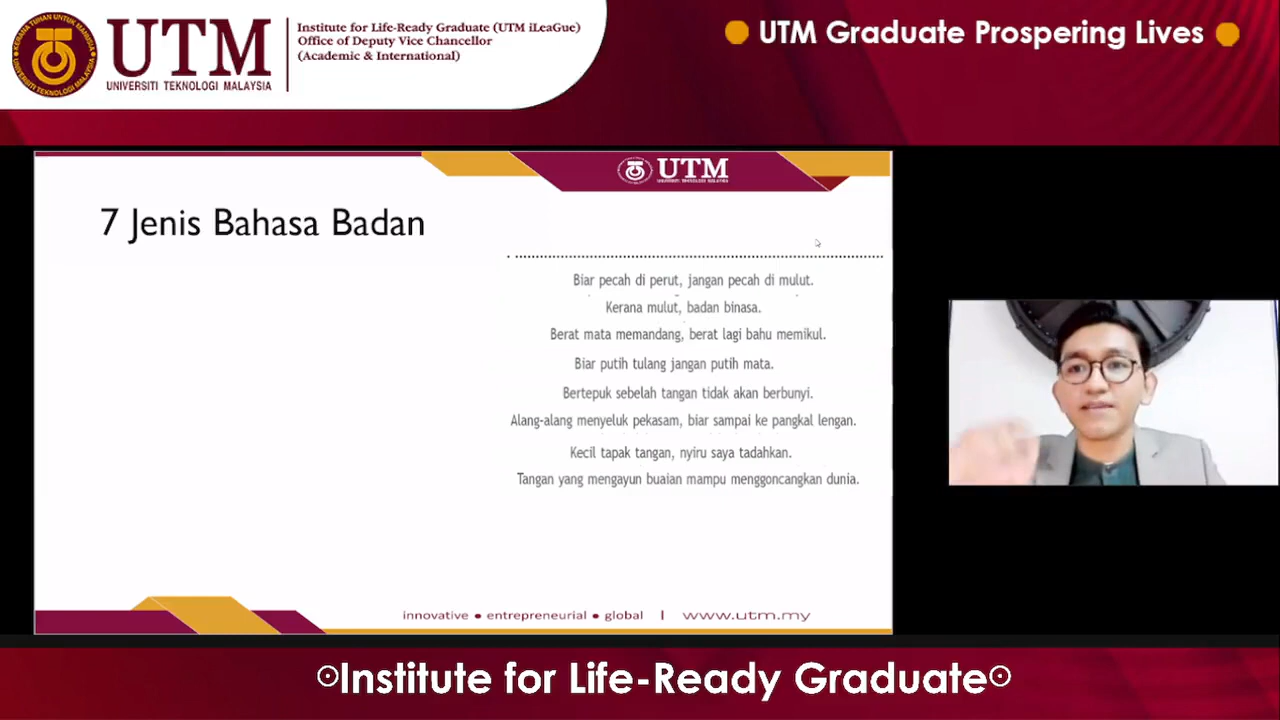 UTM
UNIVERSITI TEKNOLOGI MALAYSIA
Institute for Life-Ready Graduate (UTM iLeaGue)
Office of Deputy Vice Chancellor
(Academic & International)
UTM Graduate Prospering Lives
UTM
UNIVERSITI TEKNOLOGI MALAYSIA
7 Jenis Bahasa Badan
Biar pecah di perut, jangan pecah di mulut.
Kerana mulut, badan binasa.
Berat mata memandang, berat lagi bahu memikul.
Biar putih tulang jangan putih mata.
Bertepuk sebelah tangan tidak akan berbunyi.
Alang-alang menyeluk pekasam, biar sampai ke pangkal lengan.
Kecil tapak tangan, nyiru saya tadahkan.
Tangan yang mengayun buaian mampu menggoncangkan dunia.
innovative ● entrepreneurial ● global | www.utm.my
Institute for Life-Ready Graduate